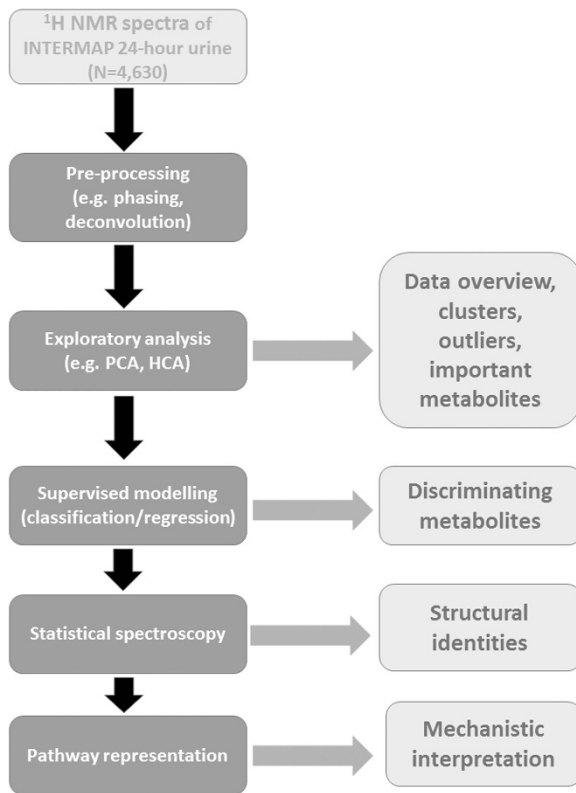 ¹H NMR spectra of
INTERMAP 24-hour urine
(N=4,630)
Pre-processing
(e.g. phasing,
deconvolution)
Exploratory analysis
(e.g. PCA, HCA)
Data overview,
clusters,
outliers,
important
metabolites
Supervised modelling
(classification/regression)
Discriminating
metabolites
Statistical spectroscopy
Structural
identities
Pathway representation
Mechanistic
interpretation